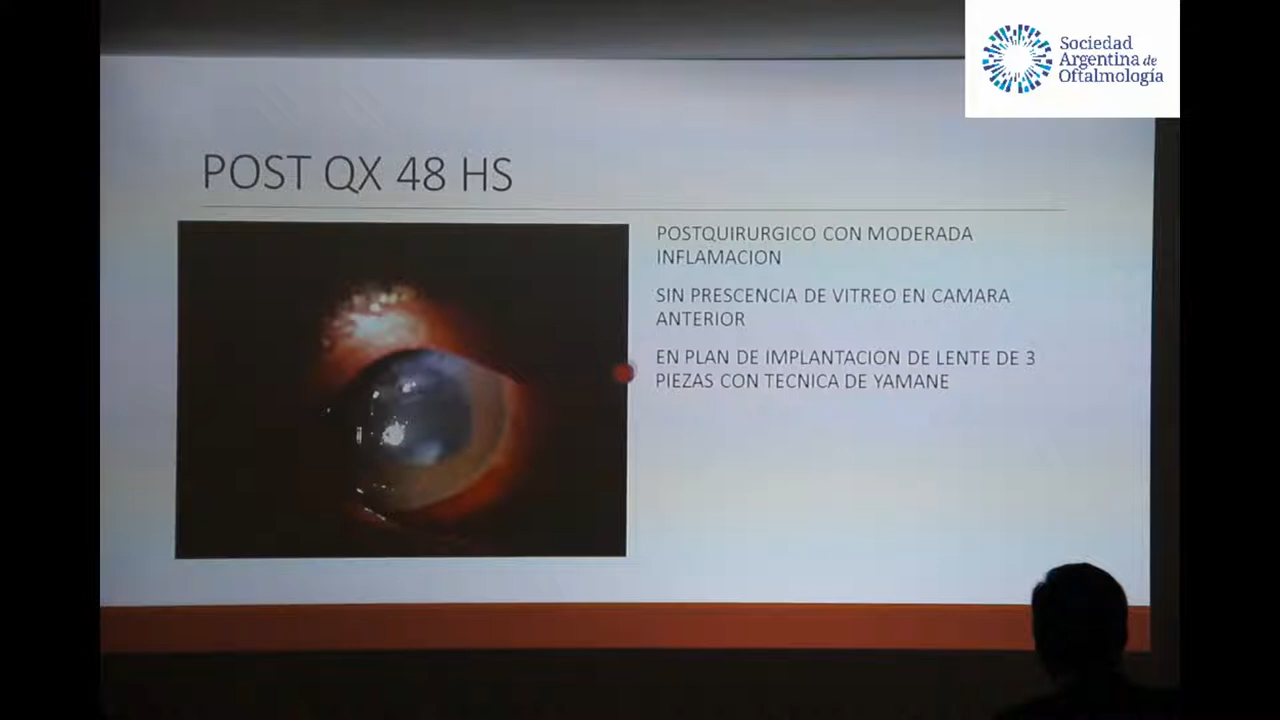 Sociedad
Argentina de
Oftalmología
POST QX 48 HS
POSTQUIRURGICO CON MODERADA
INFLAMACION
SIN PRESCENCIA DE VITREO EN CAMARA
ANTERIOR
EN PLAN DE IMPLANTACION DE LENTE DE 3
PIEZAS CON TECNICA DE YAMANE